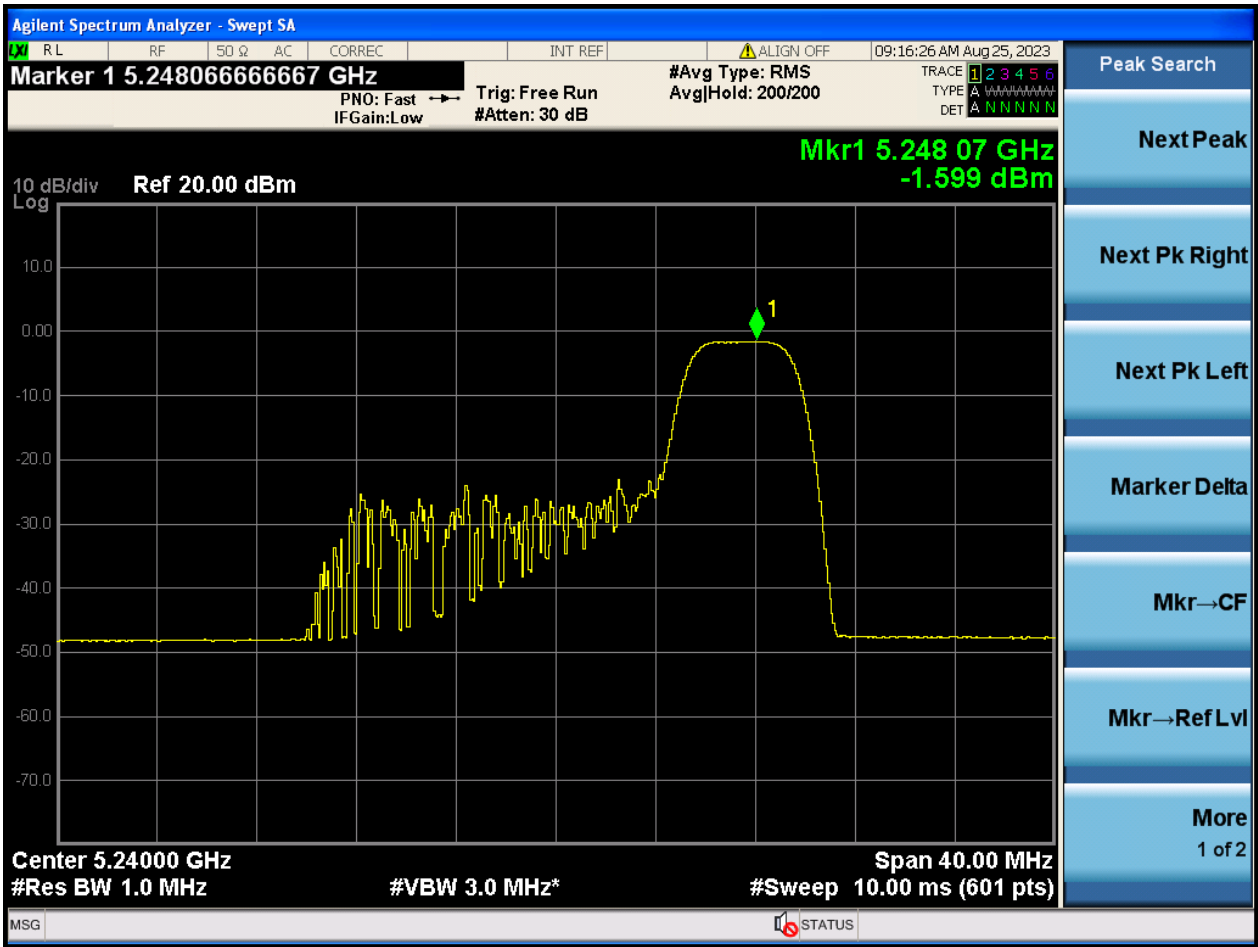 Agilent Spectrum Analyzer - Swept SA
LXI RL RF 50 Ω AC CORREC INT REF ALIGN OFF 09:16:26 AM Aug 25, 2023
Marker 1 5.248066666667 GHz
PNO: Fast
IFGain:Low
Trig: Free Run
#Atten: 30 dB
#Avg Type: RMS
Avg|Hold: 200/200
TRACE 1 2 3 4 5 6
TYPE A WWWWW
DET A N N N N N
Mkr1 5.248 07 GHz
-1.599 dBm
10 dB/div Ref 20.00 dBm
Log
10.0
0.00
-10.0
-20.0
-30.0
-40.0
-50.0
-60.0
-70.0
1
Center 5.24000 GHz Span 40.00 MHz
#Res BW 1.0 MHz #VBW 3.0 MHz* #Sweep 10.00 ms (601 pts)
MSG STATUS
Peak Search
Next Peak
Next Pk Right
Next Pk Left
Marker Delta
Mkr→CF
Mkr→Ref Lvl
More
1 of 2